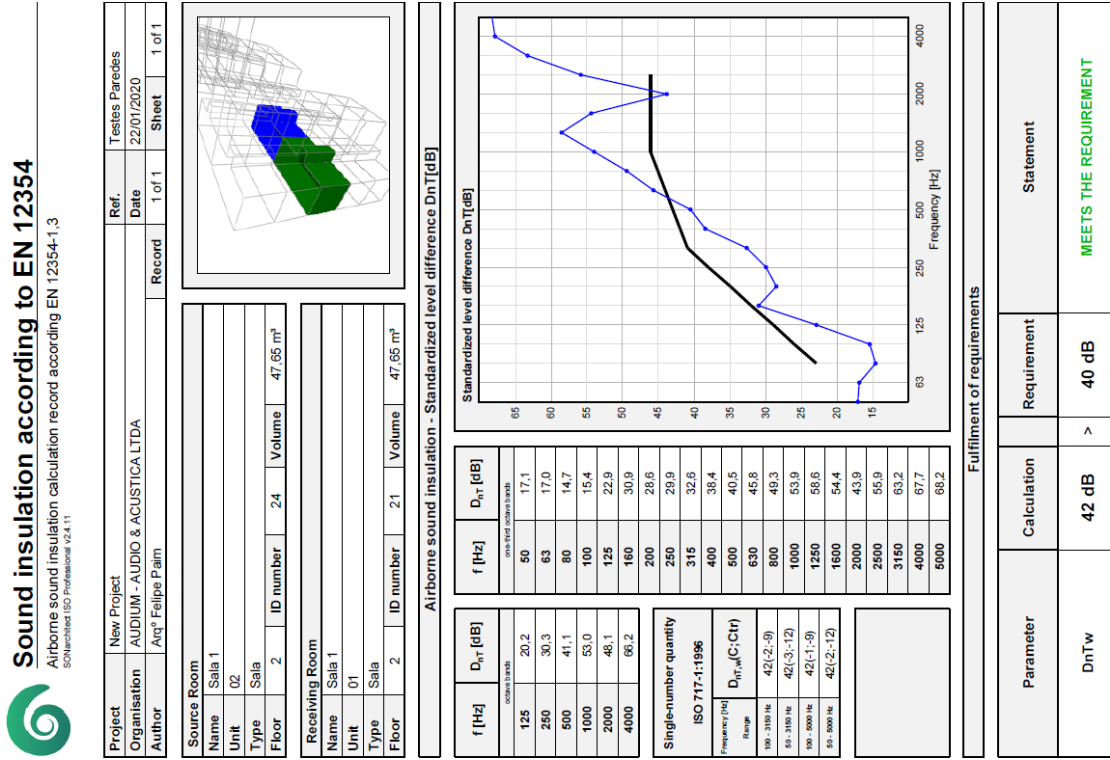 Sound insulation according to EN 12354
Airborne sound insulation calculation record according EN 12354-1,3
SONarchitect ISO Professional v2.4.11
Project New Project Ref. Testes Paredes
Organisation AUDIUM - AUDIO & ACUSTICA LTDA Date 22/01/2020
Author Arqº Felipe Paim Record 1 of 1 Sheet 1 of 1
Source Room
Name Sala 1
Unit 02
Type Sala
Floor 2 ID number 24 Volume 47,65 m³
Receiving Room
Name Sala 1
Unit 01
Type Sala
Floor 2 ID number 21 Volume 47,65 m³
Airborne sound insulation - Standardized level difference DnT[dB]
f [Hz] DnT [dB]
octave bands
125 20,2
250 30,3
500 41,1
1000 53,0
2000 48,1
4000 66,2
Single-number quantity
ISO 717-1:1996
Frequency [Hz] Range DnT,w(C;Ctr)
100 - 3150 Hz 42(-2;-9)
50 - 3150 Hz 42(-3;-12)
100 - 5000 Hz 42(-1;-9)
50 - 5000 Hz 42(-2;-12)
f [Hz] DnT [dB]
one-third octave bands
50 17,1
63 17,0
80 14,7
100 15,4
125 22,9
160 30,9
200 28,6
250 29,9
315 32,6
400 38,4
500 40,5
630 45,8
800 49,3
1000 53,9
1250 58,6
1600 54,4
2000 43,9
2500 55,9
3150 63,2
4000 67,7
5000 68,2
Standardized level difference DnT[dB]
65
60
55
50
45
40
35
30
25
20
15
63 125 250 500 1000 2000 4000
Frequency [Hz]
Fulfilment of requirements
Parameter Calculation Requirement Statement
DnTw 42 dB > 40 dB MEETS THE REQUIREMENT